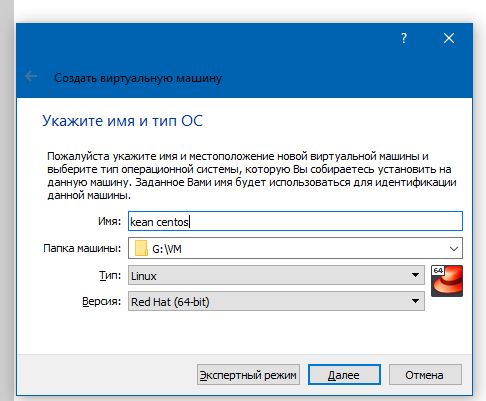 Создать виртуальную машину
Укажите имя и тип ОС
Пожалуйста укажите имя и местоположение новой виртуальной машины и
выберите тип операционной системы, которую Вы собираетесь установить на
данную машину. Заданное Вами имя будет использоваться для идентификации
данной машины.
Имя: kean centos
Папка машины: G:\VM
Тип: Linux
64
Версия: Red Hat (64-bit)
Экспертный режим Далее Отмена